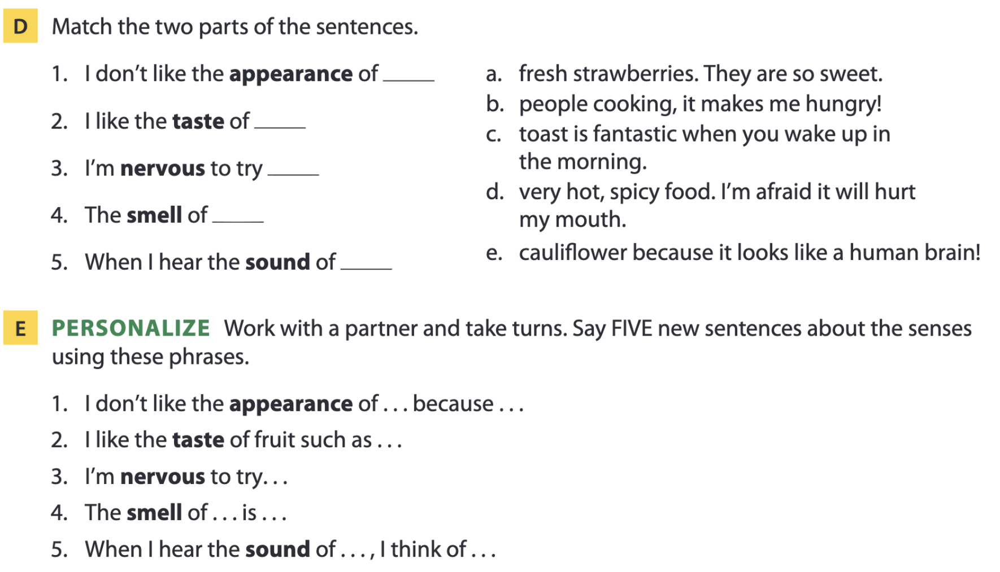 D Match the two parts of the sentences.
1. I don’t like the appearance of _____
2. I like the taste of _____
3. I’m nervous to try _____
4. The smell of _____
5. When I hear the sound of _____
a. fresh strawberries. They are so sweet.
b. people cooking, it makes me hungry!
c. toast is fantastic when you wake up in
the morning.
d. very hot, spicy food. I’m afraid it will hurt
my mouth.
e. cauliflower because it looks like a human brain!
E PERSONALIZE Work with a partner and take turns. Say FIVE new sentences about the senses
using these phrases.
1. I don’t like the appearance of . . . because . . .
2. I like the taste of fruit such as . . .
3. I’m nervous to try. . .
4. The smell of . . . is . . .
5. When I hear the sound of . . . , I think of . . .